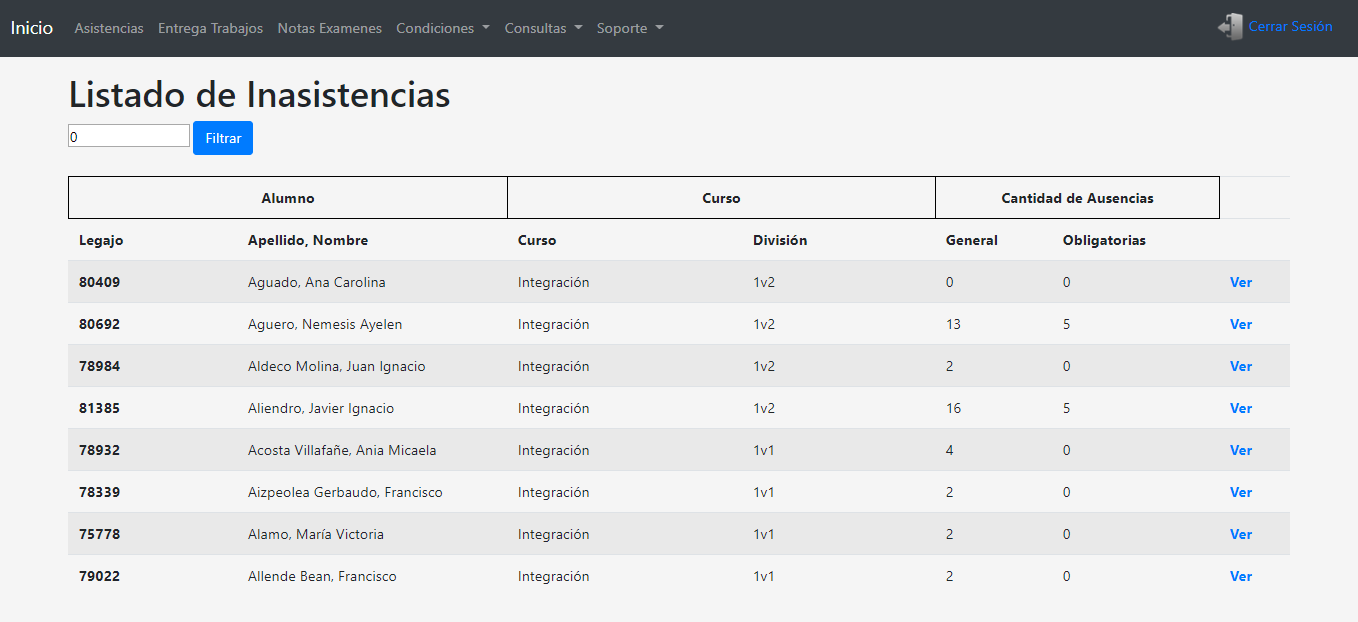 Inicio Asistencias Entrega Trabajos Notas Examenes Condiciones Consultas Soporte Cerrar Sesión
Listado de Inasistencias
0 Filtrar
Alumno Curso Cantidad de Ausencias
Legajo Apellido, Nombre Curso División General Obligatorias
80409 Aguado, Ana Carolina Integración 1v2 0 0 Ver
80692 Aguero, Nemesis Ayelen Integración 1v2 13 5 Ver
78984 Aldeco Molina, Juan Ignacio Integración 1v2 2 0 Ver
81385 Aliendro, Javier Ignacio Integración 1v2 16 5 Ver
78932 Acosta Villafañe, Ania Micaela Integración 1v1 4 0 Ver
78339 Aizpeolea Gerbaudo, Francisco Integración 1v1 2 0 Ver
75778 Alamo, María Victoria Integración 1v1 2 0 Ver
79022 Allende Bean, Francisco Integración 1v1 2 0 Ver